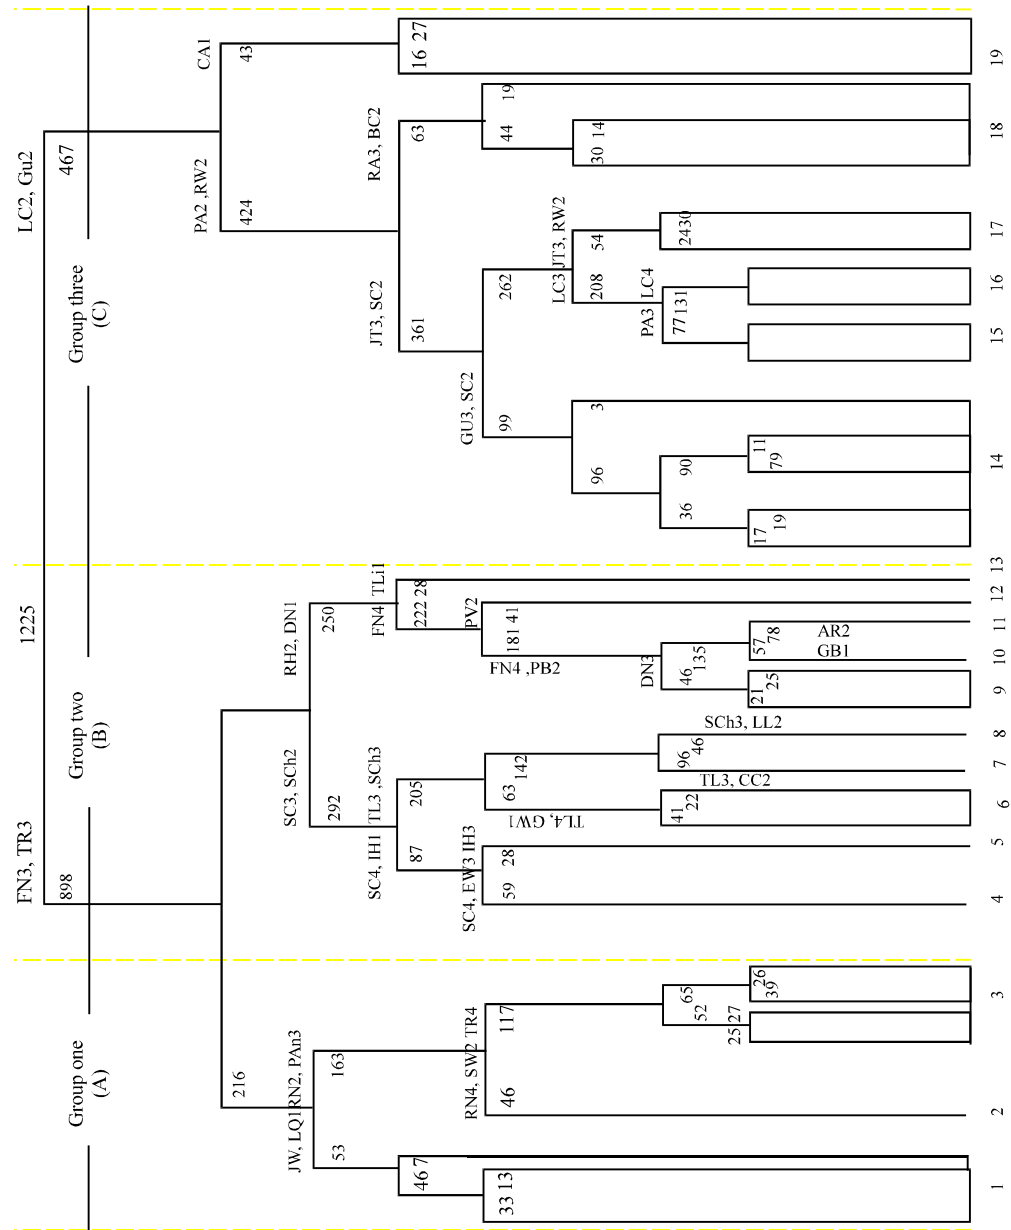 1225
FN3, TR3
LC2, Gu2
898
467
Group one
(A)
Group two
(B)
Group three
(C)
PA2 ,RW2
CA1
216
424
43
JW, LQ1
RN2, PAn3
SC3, SCh2
RH2, DN1
53
163
292
250
SC4, IH1
TL3 ,SCh3
FN4
TLi1
JT3, SC2
RA3, BC2
46
7
87
205
222
28
361
63
16
27
RN4, SW2
TR4
SC4, EW3
IH3
PV2
GU3, SC2
33
13
46
117
59
28
63
142
181
41
99
262
44
19
TL4, GW1
FN4 ,PB2
LC3
JT3, RW2
96
3
208
54
30
14
DN3
PA3
LC4
65
52
41
22
96
46
46
135
36
90
77
131
24
30
SCh3, LL2
TL3, CC2
25
27
26
39
21
25
57
78
17
19
11
79
AR2
GB1
1
2
3
4
5
6
7
8
9
10
11
12
13
14
15
16
17
18
19